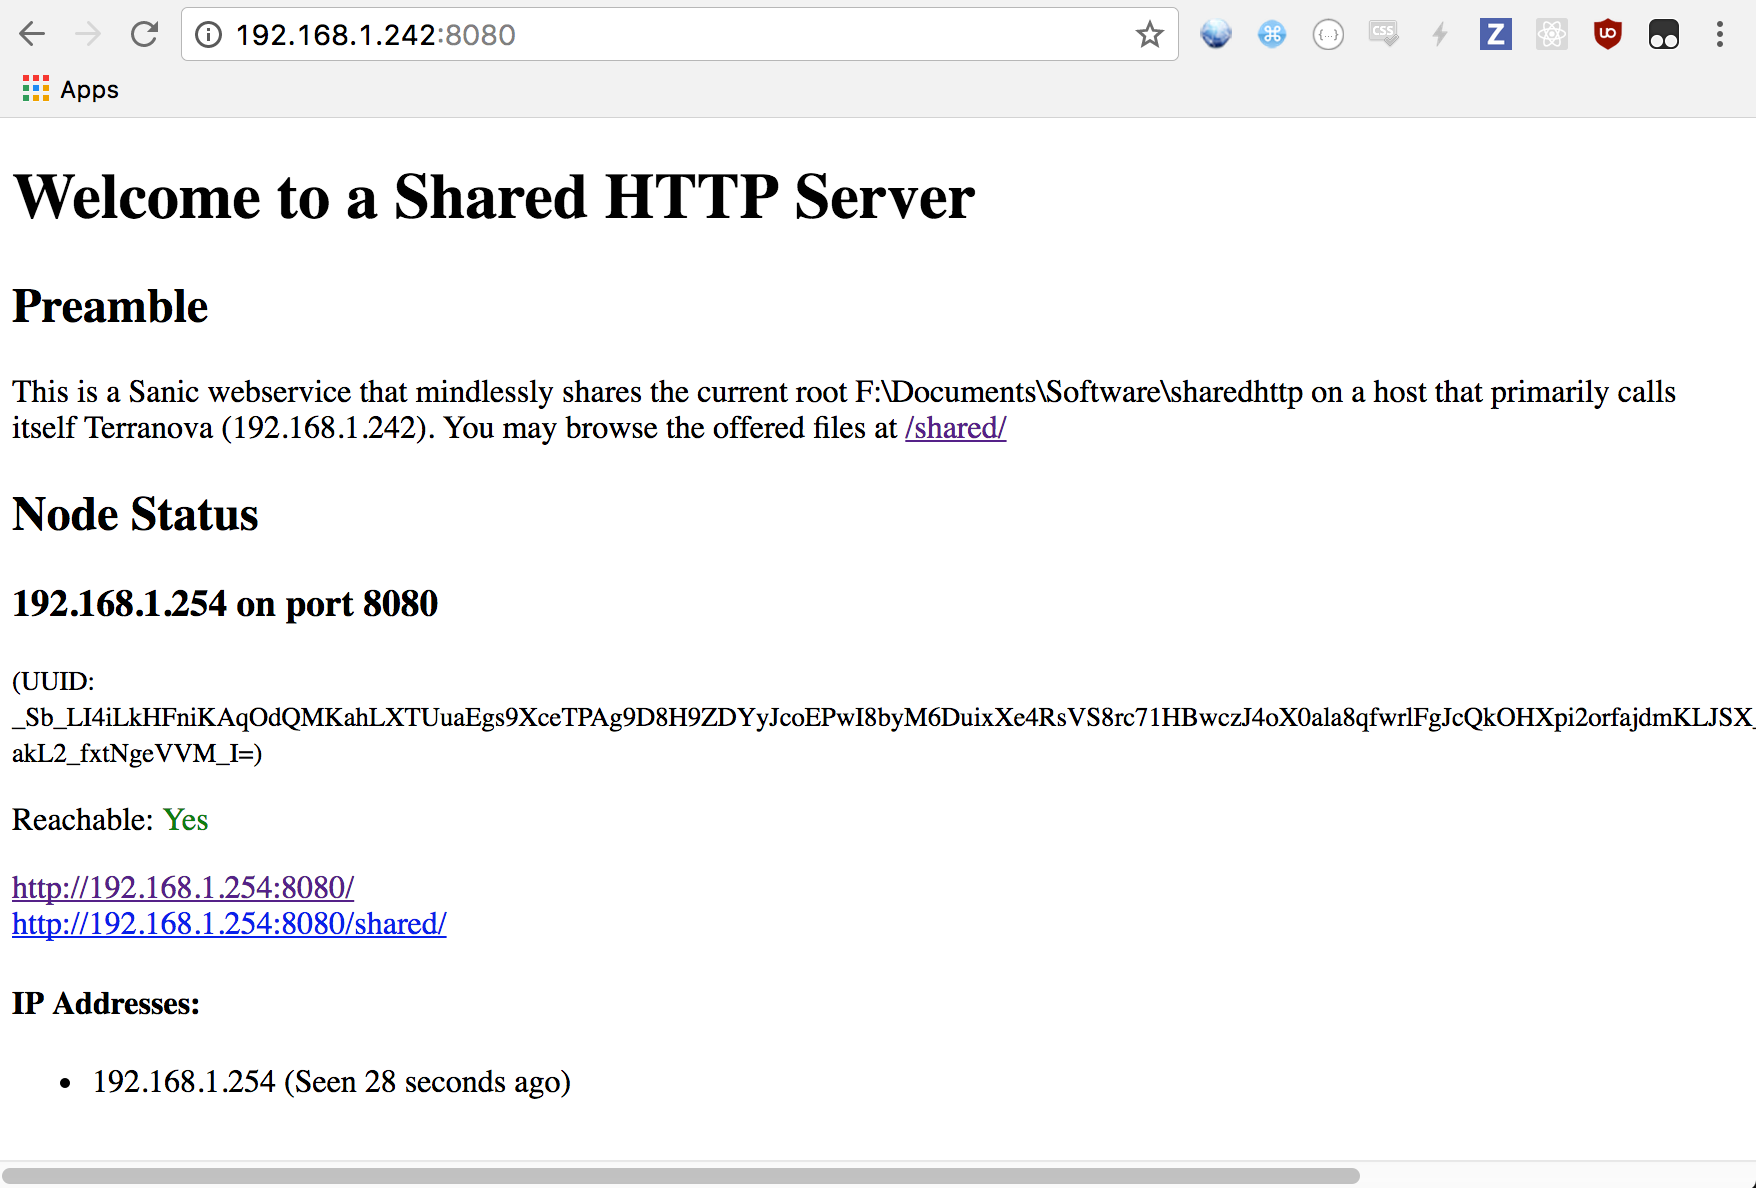 192.168.1.242:8080
CSS
Z
Apps
Welcome to a Shared HTTP Server
Preamble
This is a Sanic webservice that mindlessly shares the current root F:\Documents\Software\sharedhttp on a host that primarily calls
itself Terranova (192.168.1.242). You may browse the offered files at /shared/
Node Status
192.168.1.254 on port 8080
(UUID:
_Sb_LI4iLkHFniKAqOdQMKahLXTUuaEgs9XceTPAg9D8H9ZDYyJcoEPwI8byM6DuixXe4RsVS8rc71HBwczJ4oX0ala8qfwrlFgJcQkOHXpi2orfajdmKLJSX_
akL2_fxtNgeVVM_I=)
Reachable: Yes
http://192.168.1.254:8080/
http://192.168.1.254:8080/shared/
IP Addresses:
• 192.168.1.254 (Seen 28 seconds ago)